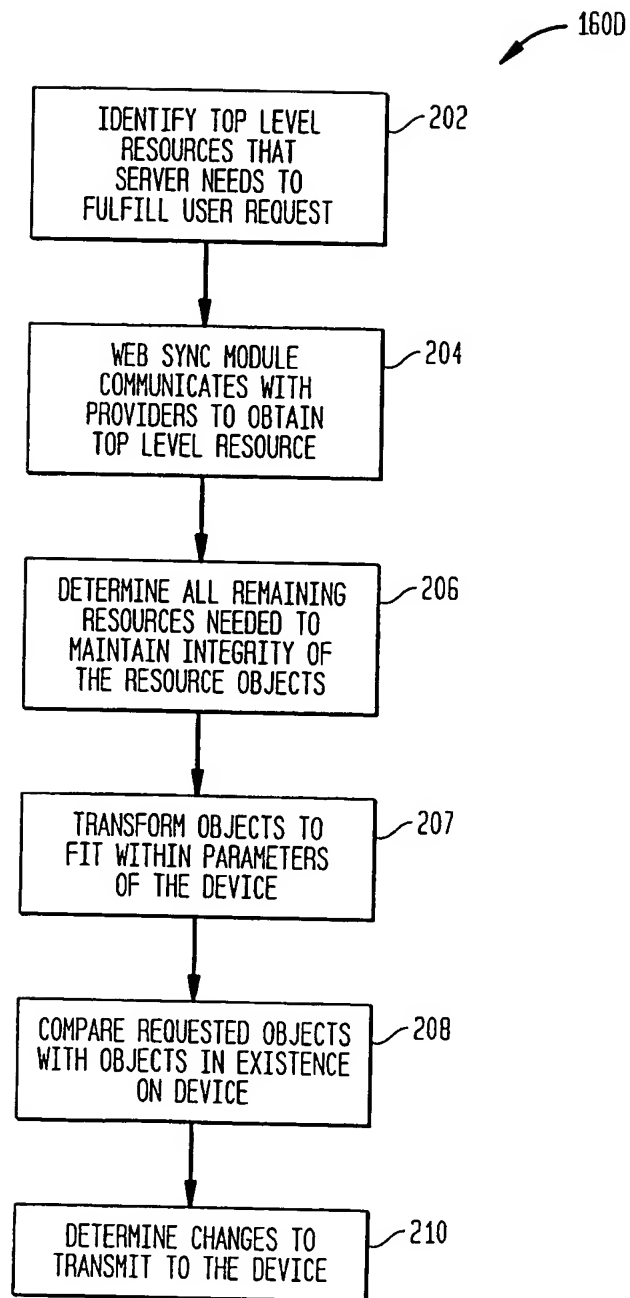 160D
IDENTIFY TOP LEVEL
RESOURCES THAT
SERVER NEEDS TO
FULFILL USER REQUEST
202
WEB SYNC MODULE
COMMUNICATES WITH
PROVIDERS TO OBTAIN
TOP LEVEL RESOURCE
204
DETERMINE ALL REMAINING
RESOURCES NEEDED TO
MAINTAIN INTEGRITY OF
THE RESOURCE OBJECTS
206
TRANSFORM OBJECTS TO
FIT WITHIN PARAMETERS
OF THE DEVICE
207
COMPARE REQUESTED OBJECTS
WITH OBJECTS IN EXISTENCE
ON DEVICE
208
DETERMINE CHANGES TO
TRANSMIT TO THE DEVICE
210